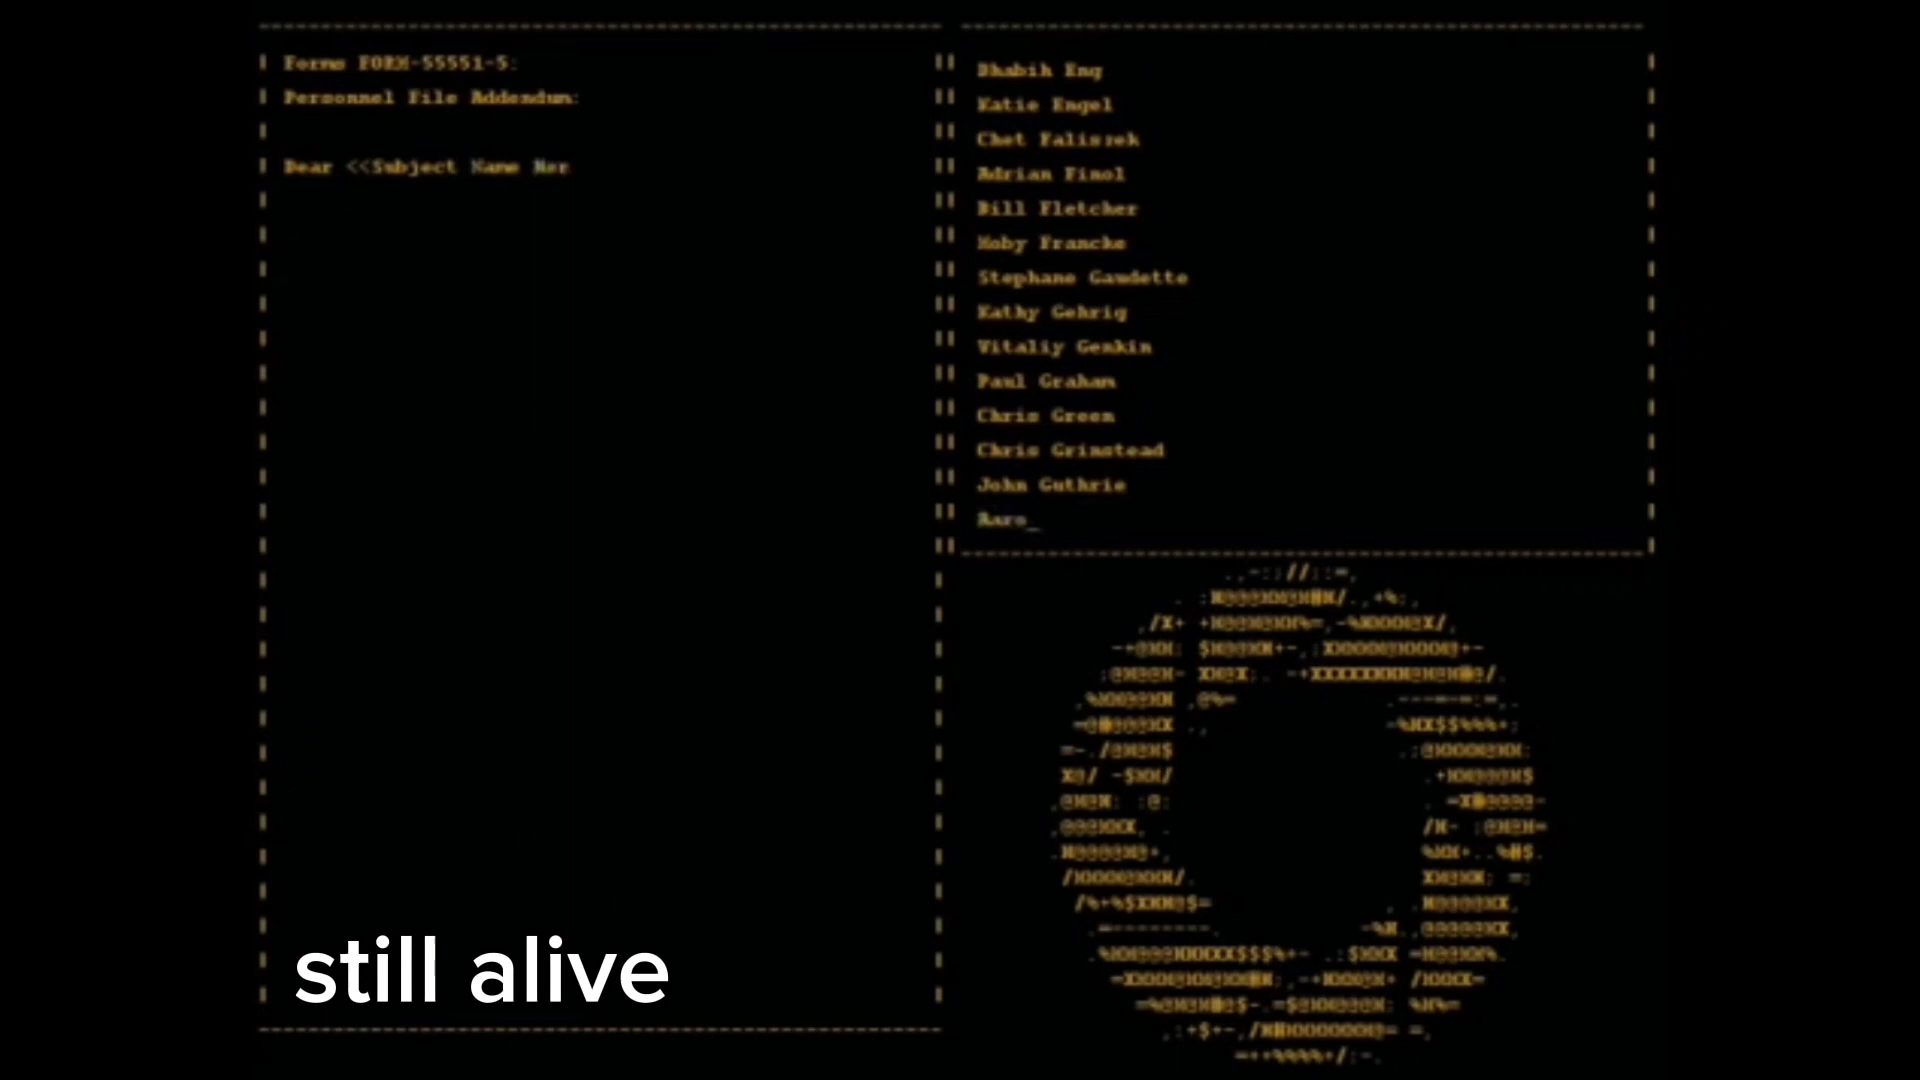 Forms FORM-55551-5:
Personnel File Addendum:
Dear <<Subject Name Her
Dhabih Eng
Katie Engel
Chet Faliszek
Adrian Finol
Bill Fletcher
Moby Francke
Stephane Gaudette
Kathy Gehrig
Vitaliy Genkin
Paul Graham
Chris Green
Chris Grinstead
John Guthrie
Aaro_
still alive